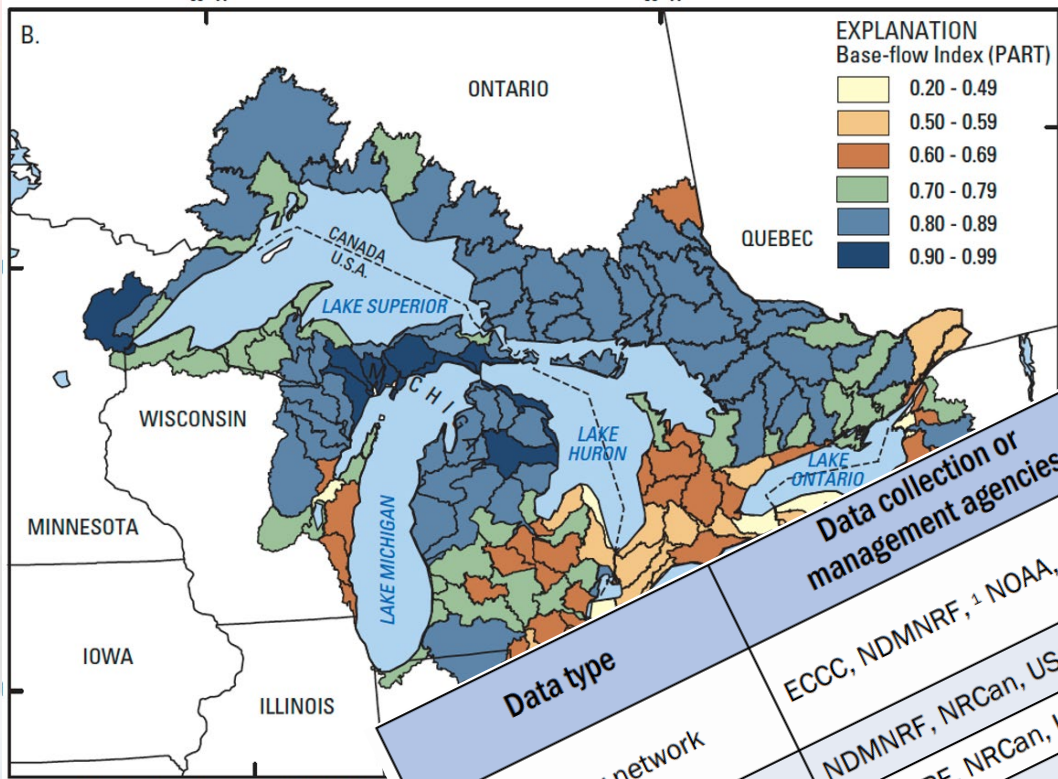 B.
EXPLANATION
Base-flow Index (PART)
0.20 - 0.49
0.50 - 0.59
0.60 - 0.69
0.70 - 0.79
0.80 - 0.89
0.90 - 0.99
ONTARIO
QUEBEC
CANADA
U.S.A.
LAKE SUPERIOR
MICHIG
WISCONSIN
LAKE
HURON
LAKE
ONTARIO
MINNESOTA
LAKE MICHIGAN
IOWA
ILLINOIS
Data type
Data collection or
management agencies
ECCC, NDMNRF, ¹ NOAA,
network
NDMNRF, NRCan, US
NRCan,